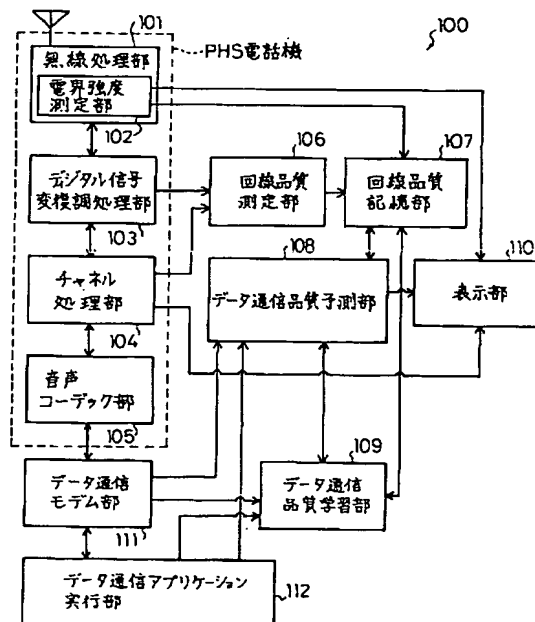 101
無線処理部
PHS電話機
100
電界強度
測定部
102
106
107
デジタル信号
変復調処理部
103
回線品質
測定部
回線品質
記憶部
108
110
チャネル
処理部
104
データ通信品質予測部
表示部
音声
コーデック部
105
109
データ通信
モデム部
111
データ通信
品質学習部
データ通信アプリケーション
実行部
112